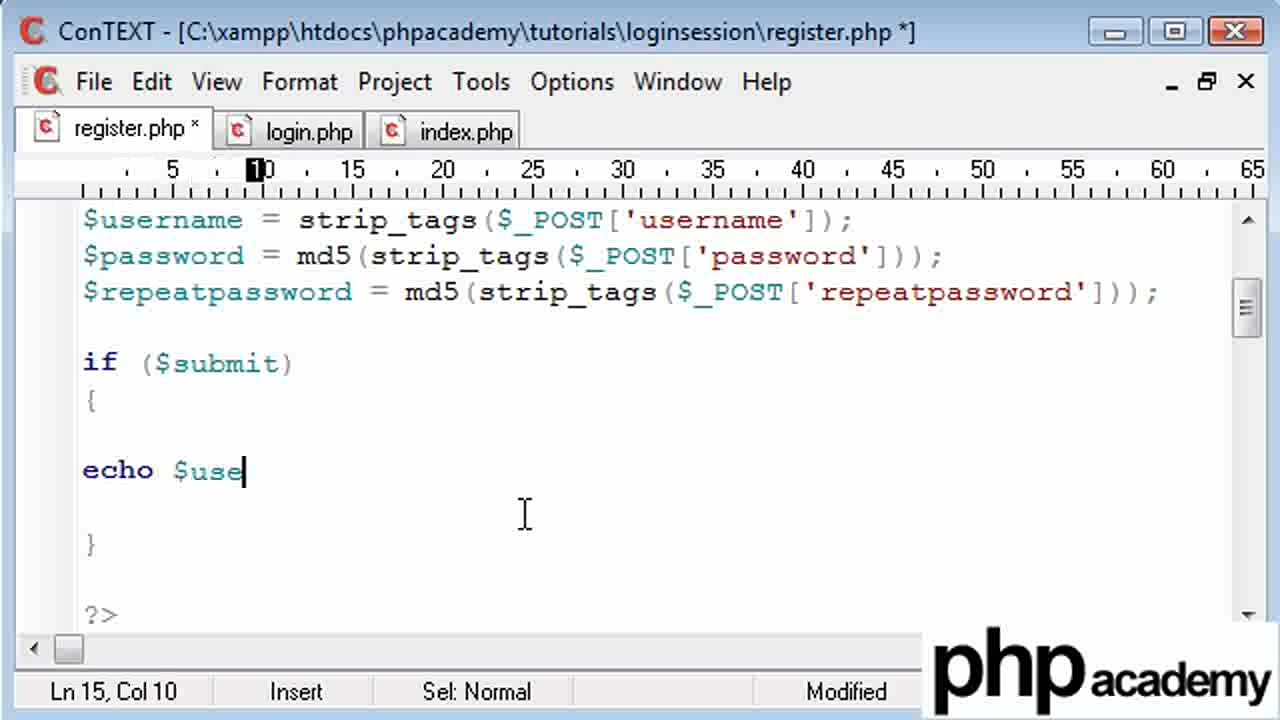 ConTEXT - [C:\xampp\htdocs\phpacademy\tutorials\loginsession\register.php *]
File Edit View Format Project Tools Options Window Help
register.php * login.php index.php
5 10 15 20 25 30 35 40 45 50 55 60 65
$username = strip_tags($_POST['username']);
$password = md5(strip_tags($_POST['password']));
$repeatpassword = md5(strip_tags($_POST['repeatpassword']));
if ($submit)
{
echo $use
}
?>
Ln 15, Col 10 Insert Sel: Normal Modified
php academy